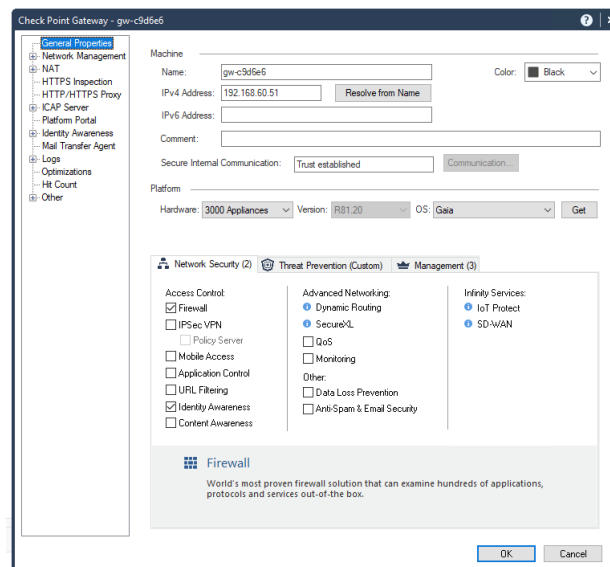 Check Point Gateway - gw-c9d6e6
General Properties
Network Management
NAT
HTTPS Inspection
HTTP/HTTPS Proxy
ICAP Server
Platform Portal
Identity Awareness
Mail Transfer Agent
Logs
Optimizations
Hit Count
Other
Machine
Name: gw-c9d6e6 Color: Black
IPv4 Address: 192.168.60.51 Resolve from Name
IPv6 Address:
Comment:
Secure Internal Communication: Trust established Communication...
Platform
Hardware: 3000 Appliances Version: R81.20 OS: Gaia Get
Network Security (2) Threat Prevention (Custom) Management (3)
Access Control:
Firewall
IPSec VPN
Policy Server
Mobile Access
Application Control
URL Filtering
Identity Awareness
Content Awareness
Advanced Networking:
Dynamic Routing
SecureXL
QoS
Monitoring
Other:
Data Loss Prevention
Anti-Spam & Email Security
Infinity Services:
IoT Protect
SD-WAN
Firewall
World's most proven firewall solution that can examine hundreds of applications,
protocols and services out-of-the box.
OK Cancel